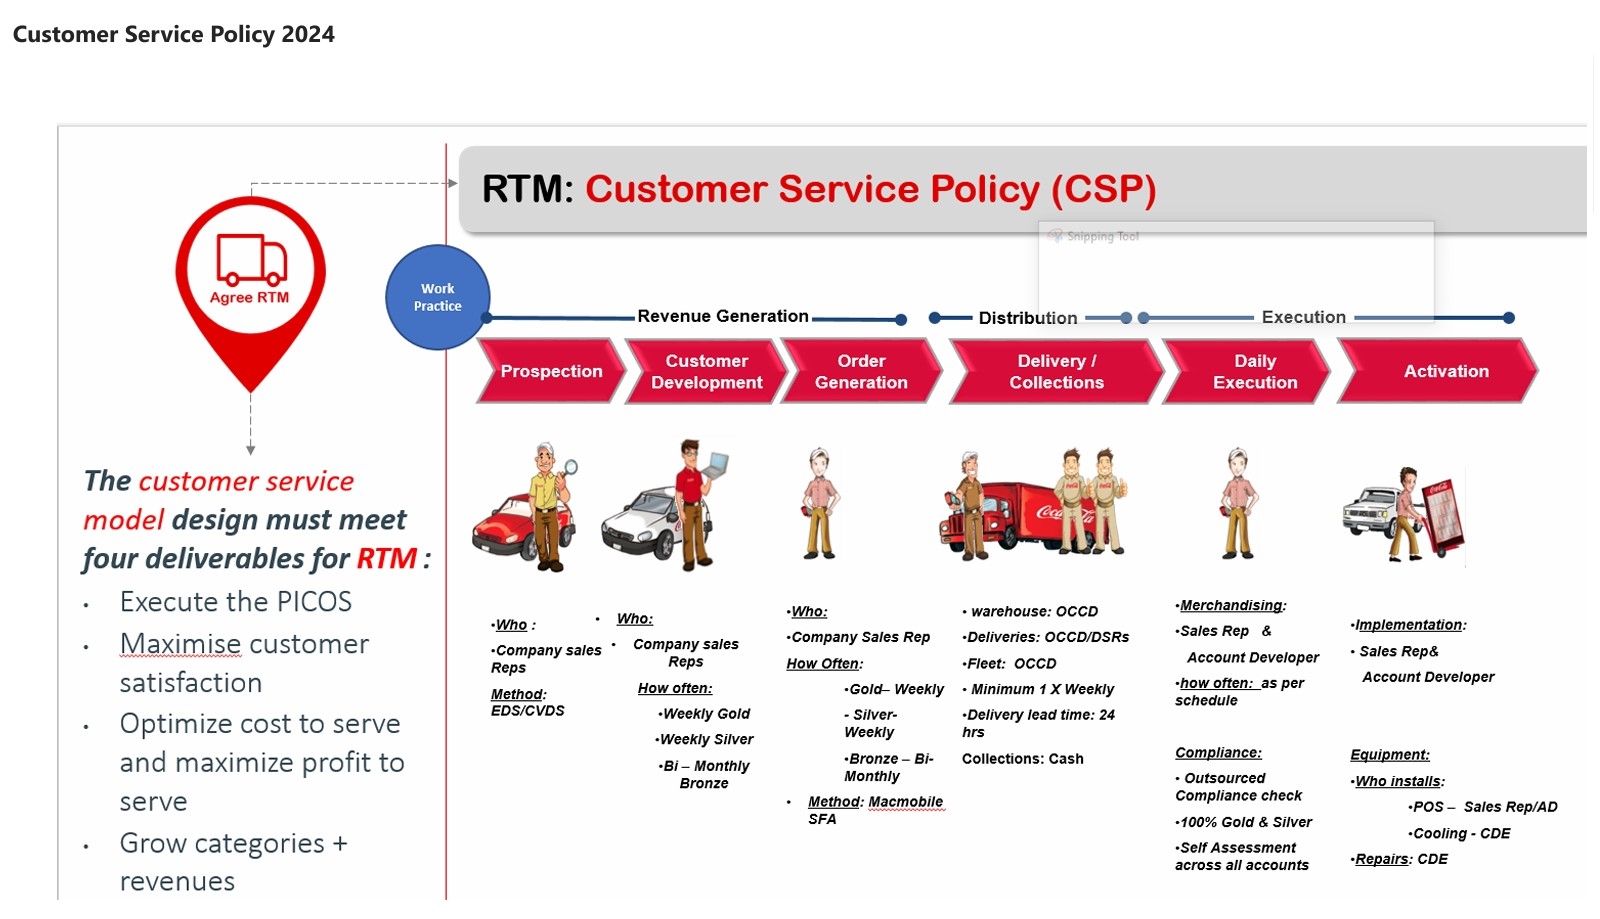 Customer Service Policy 2024
RTM: Customer Service Policy (CSP)
Snipping Tool
Agree RTM
Work
Practice
Revenue Generation
Distribution
Execution
Prospection
Customer
Development
Order
Generation
Delivery /
Collections
Daily
Execution
Activation
The customer service
model design must meet
four deliverables for RTM :
• Execute the PICOS
• Maximise customer
satisfaction
• Optimize cost to serve
and maximize profit to
serve
• Grow categories +
revenues
•Who :
•Company sales
Reps
Method:
EDS/CVDS
• Who:
• Company sales
Reps
How often:
•Weekly Gold
•Weekly Silver
•Bi – Monthly
Bronze
•Who:
•Company Sales Rep
How Often:
•Gold– Weekly
- Silver-
Weekly
•Bronze – Bi-
Monthly
• Method: Macmobile
SFA
• warehouse: OCCD
•Deliveries: OCCD/DSRs
•Fleet: OCCD
• Minimum 1 X Weekly
•Delivery lead time: 24
hrs
Collections: Cash
•Merchandising:
•Sales Rep &
Account Developer
•how often: as per
schedule
Compliance:
• Outsourced
Compliance check
•100% Gold & Silver
•Self Assessment
across all accounts
•Implementation:
• Sales Rep&
Account Developer
Equipment:
•Who installs:
•POS – Sales Rep/AD
•Cooling - CDE
•Repairs: CDE